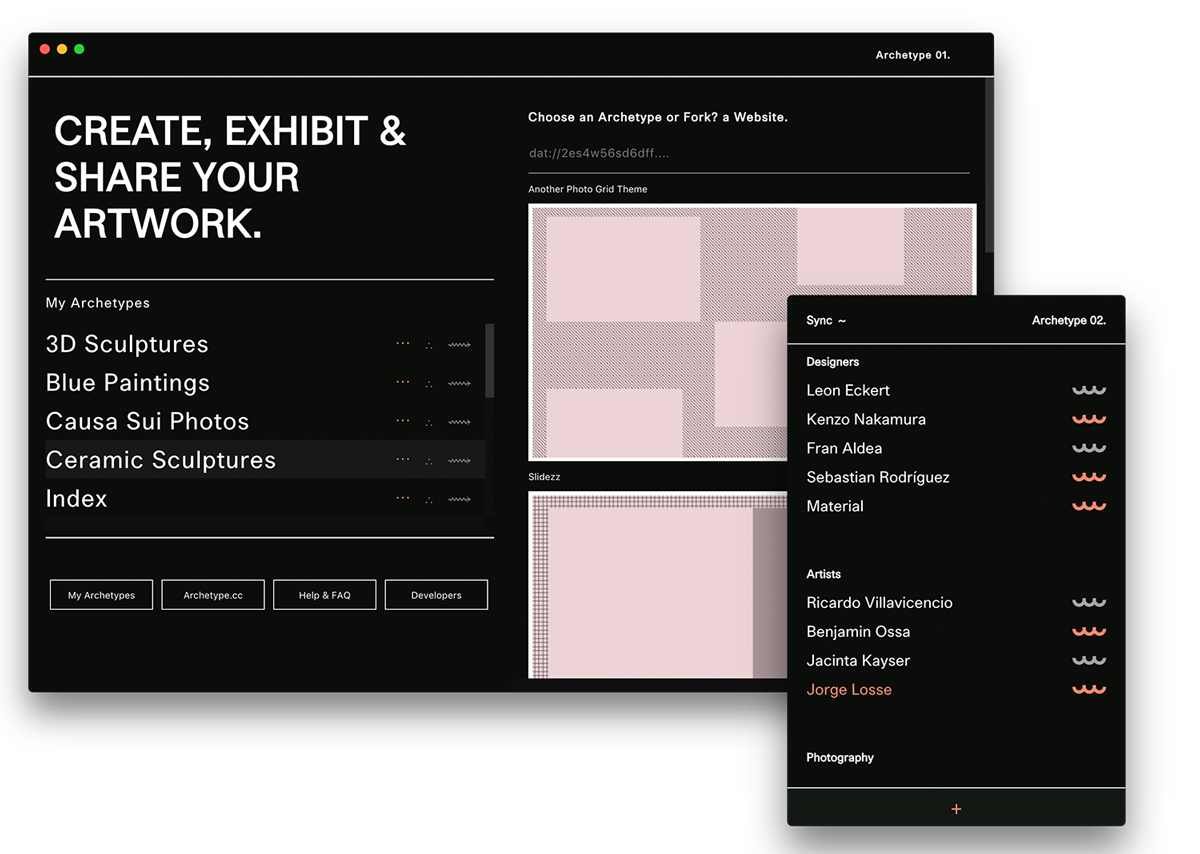 Archetype 01.
CREATE, EXHIBIT &
SHARE YOUR
ARTWORK.
My Archetypes
3D Sculptures
Blue Paintings
Causa Sui Photos
Ceramic Sculptures
Index
My Archetypes
Archetype.cc
Help & FAQ
Developers
Choose an Archetype or Fork? a Website.
dat://2es4w56sd6dff....
Another Photo Grid Theme
Slidezz
Sync ~
Archetype 02.
Designers
Leon Eckert
Kenzo Nakamura
Fran Aldea
Sebastian Rodríguez
Material
Artists
Ricardo Villavicencio
Benjamin Ossa
Jacinta Kayser
Jorge Losse
Photography
+